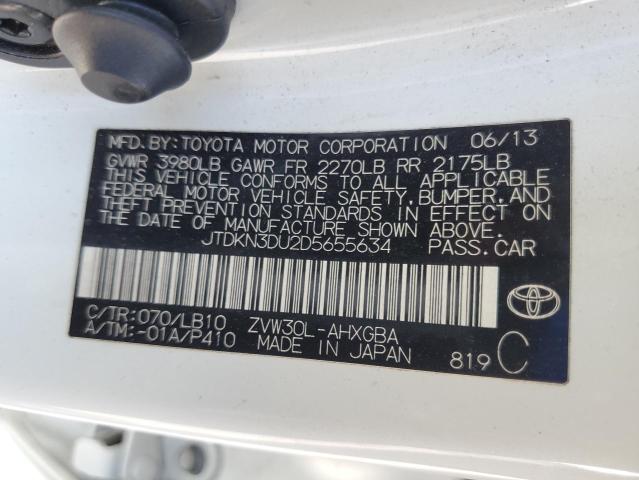 MFD. BY: TOYOTA MOTOR CORPORATION 06/13
GVWR 3980LB GAWR FR 2270LB RR 2175LB
THIS VEHICLE CONFORMS TO ALL APPLICABLE
FEDERAL MOTOR VEHICLE SAFETY, BUMPER, AND
THEFT PREVENTION STANDARDS IN EFFECT ON
THE DATE OF MANUFACTURE SHOWN ABOVE.
JTDKN3DU2D5655634 PASS. CAR
C/TR: 070/LB10 ZVW30L-AHXGBA
A/TM: -01A/P410 MADE IN JAPAN 819 C